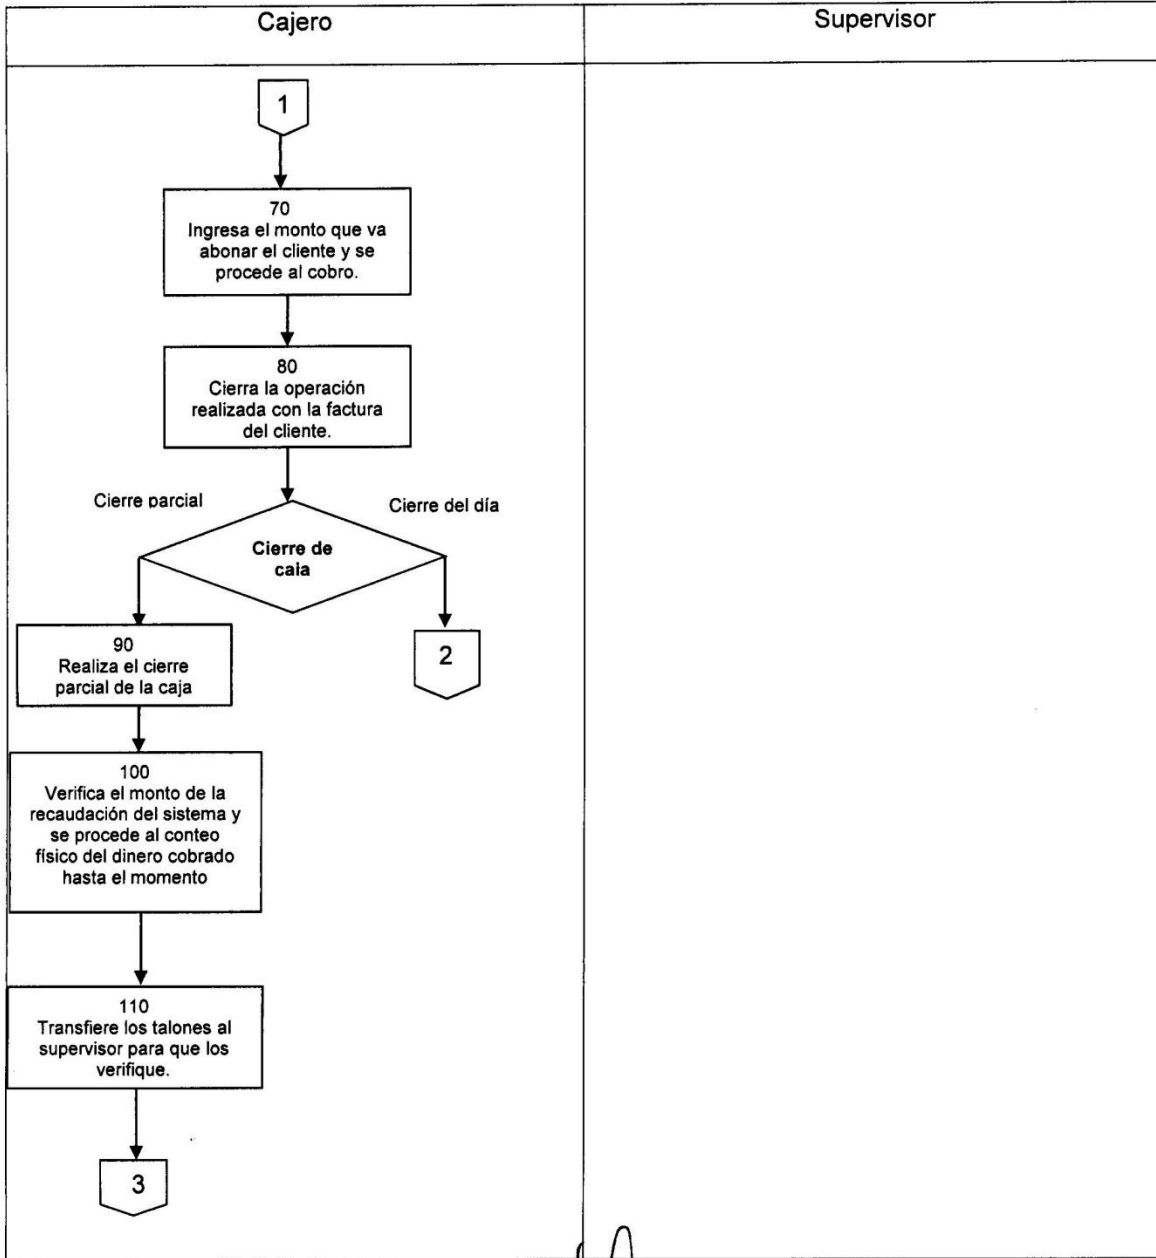 Cajero
Supervisor
1
70
Ingresa el monto que va
abonar el cliente y se
procede al cobro.
80
Cierra la operación
realizada con la factura
del cliente.
Cierre parcial
Cierre del día
Cierre de
caia
90
Realiza el cierre
parcial de la caja
2
100
Verifica el monto de la
recaudación del sistema y
se procede al conteo
físico del dinero cobrado
hasta el momento
110
Transfiere los talones al
supervisor para que los
verifique.
3